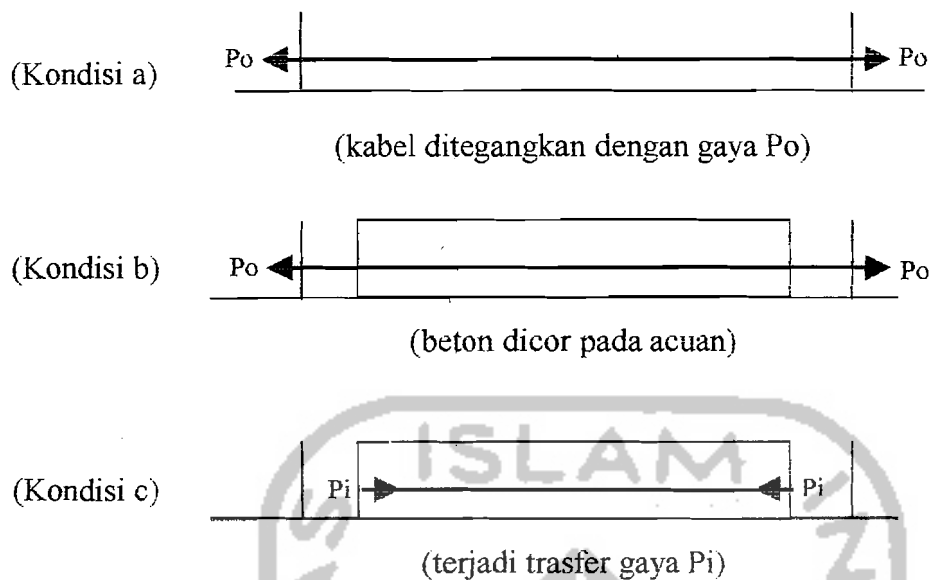 (Kondisi a) Po Po
(kabel ditegangkan dengan gaya Po)
(Kondisi b) Po Po
(beton dicor pada acuan)
ISLAM
(Kondisi c) Pi Pi
(terjadi trasfer gaya Pi)